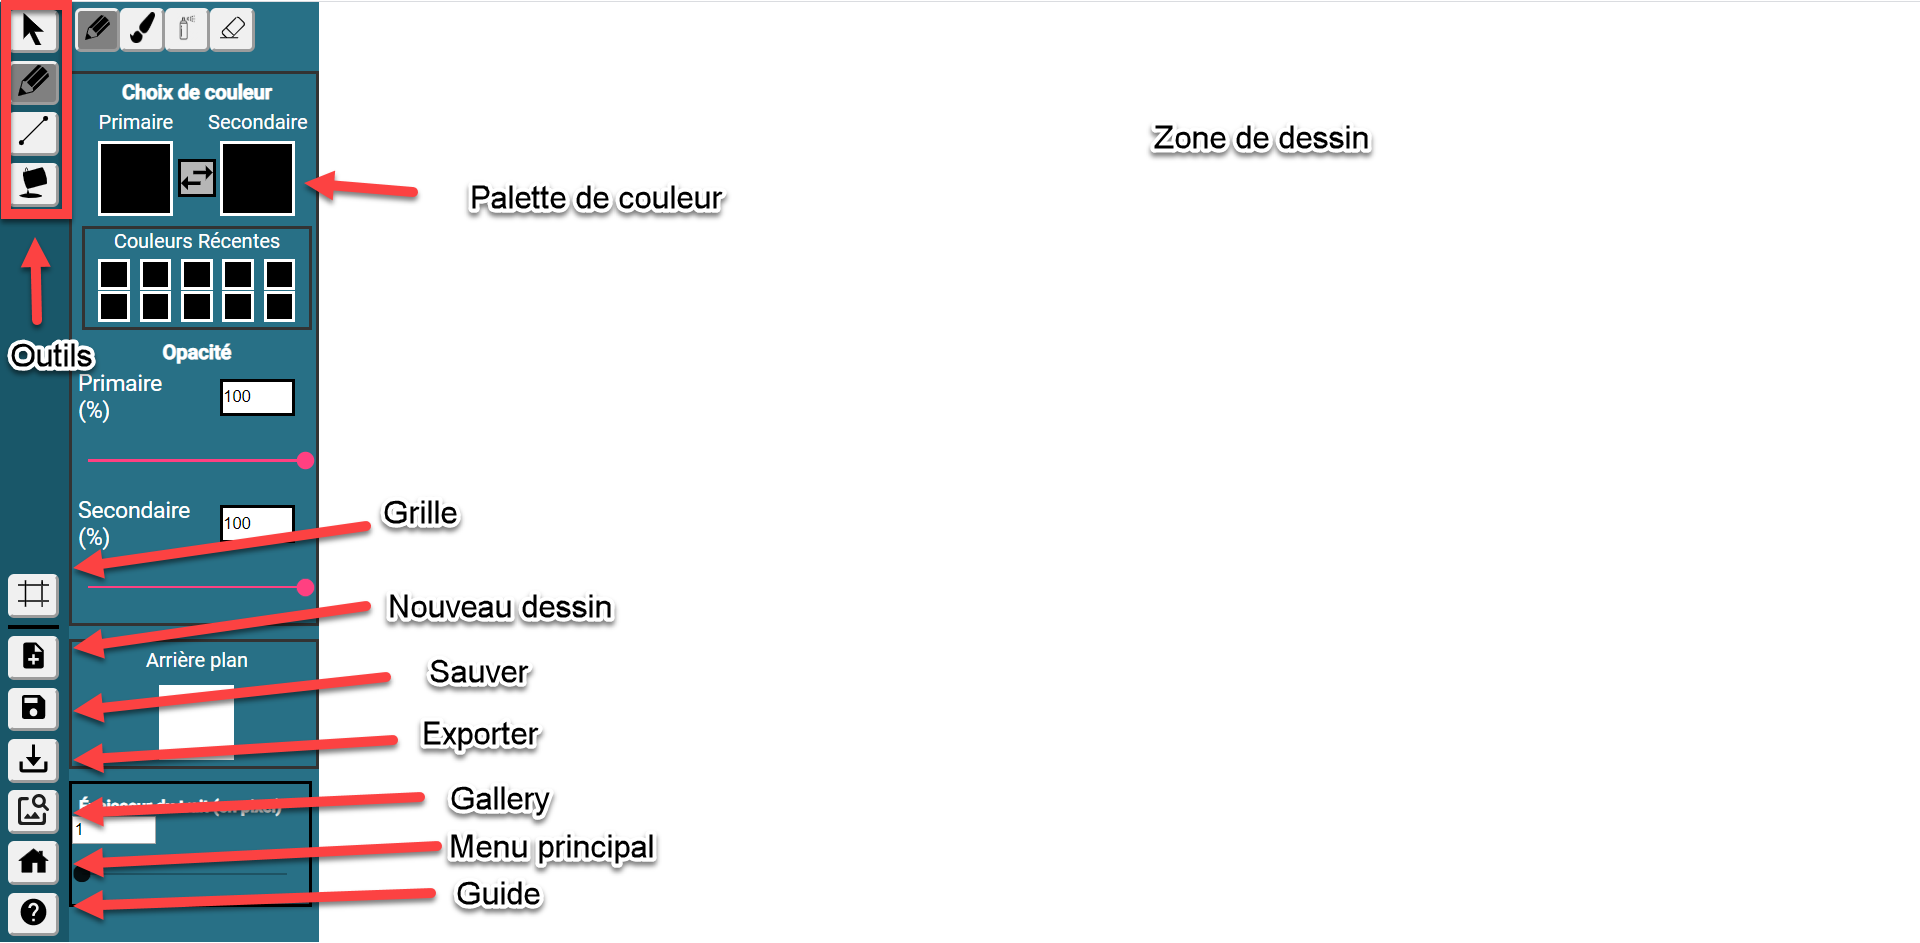 Choix de couleur
Primaire Secondaire
Zone de dessin
Palette de couleur
Couleurs Récentes
Outils
Opacité
Primaire
(%)
100
Secondaire
(%)
100
Grille
Nouveau dessin
Arrière plan
Sauver
Exporter
Gallery
1
Menu principal
Guide